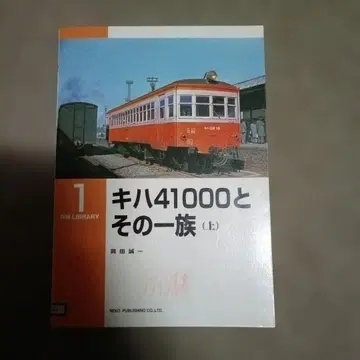 1
RM LIBRARY
キハ41000と
その一族(上)
岡田誠一
NEKO PUBLISHING CO.,LTD.